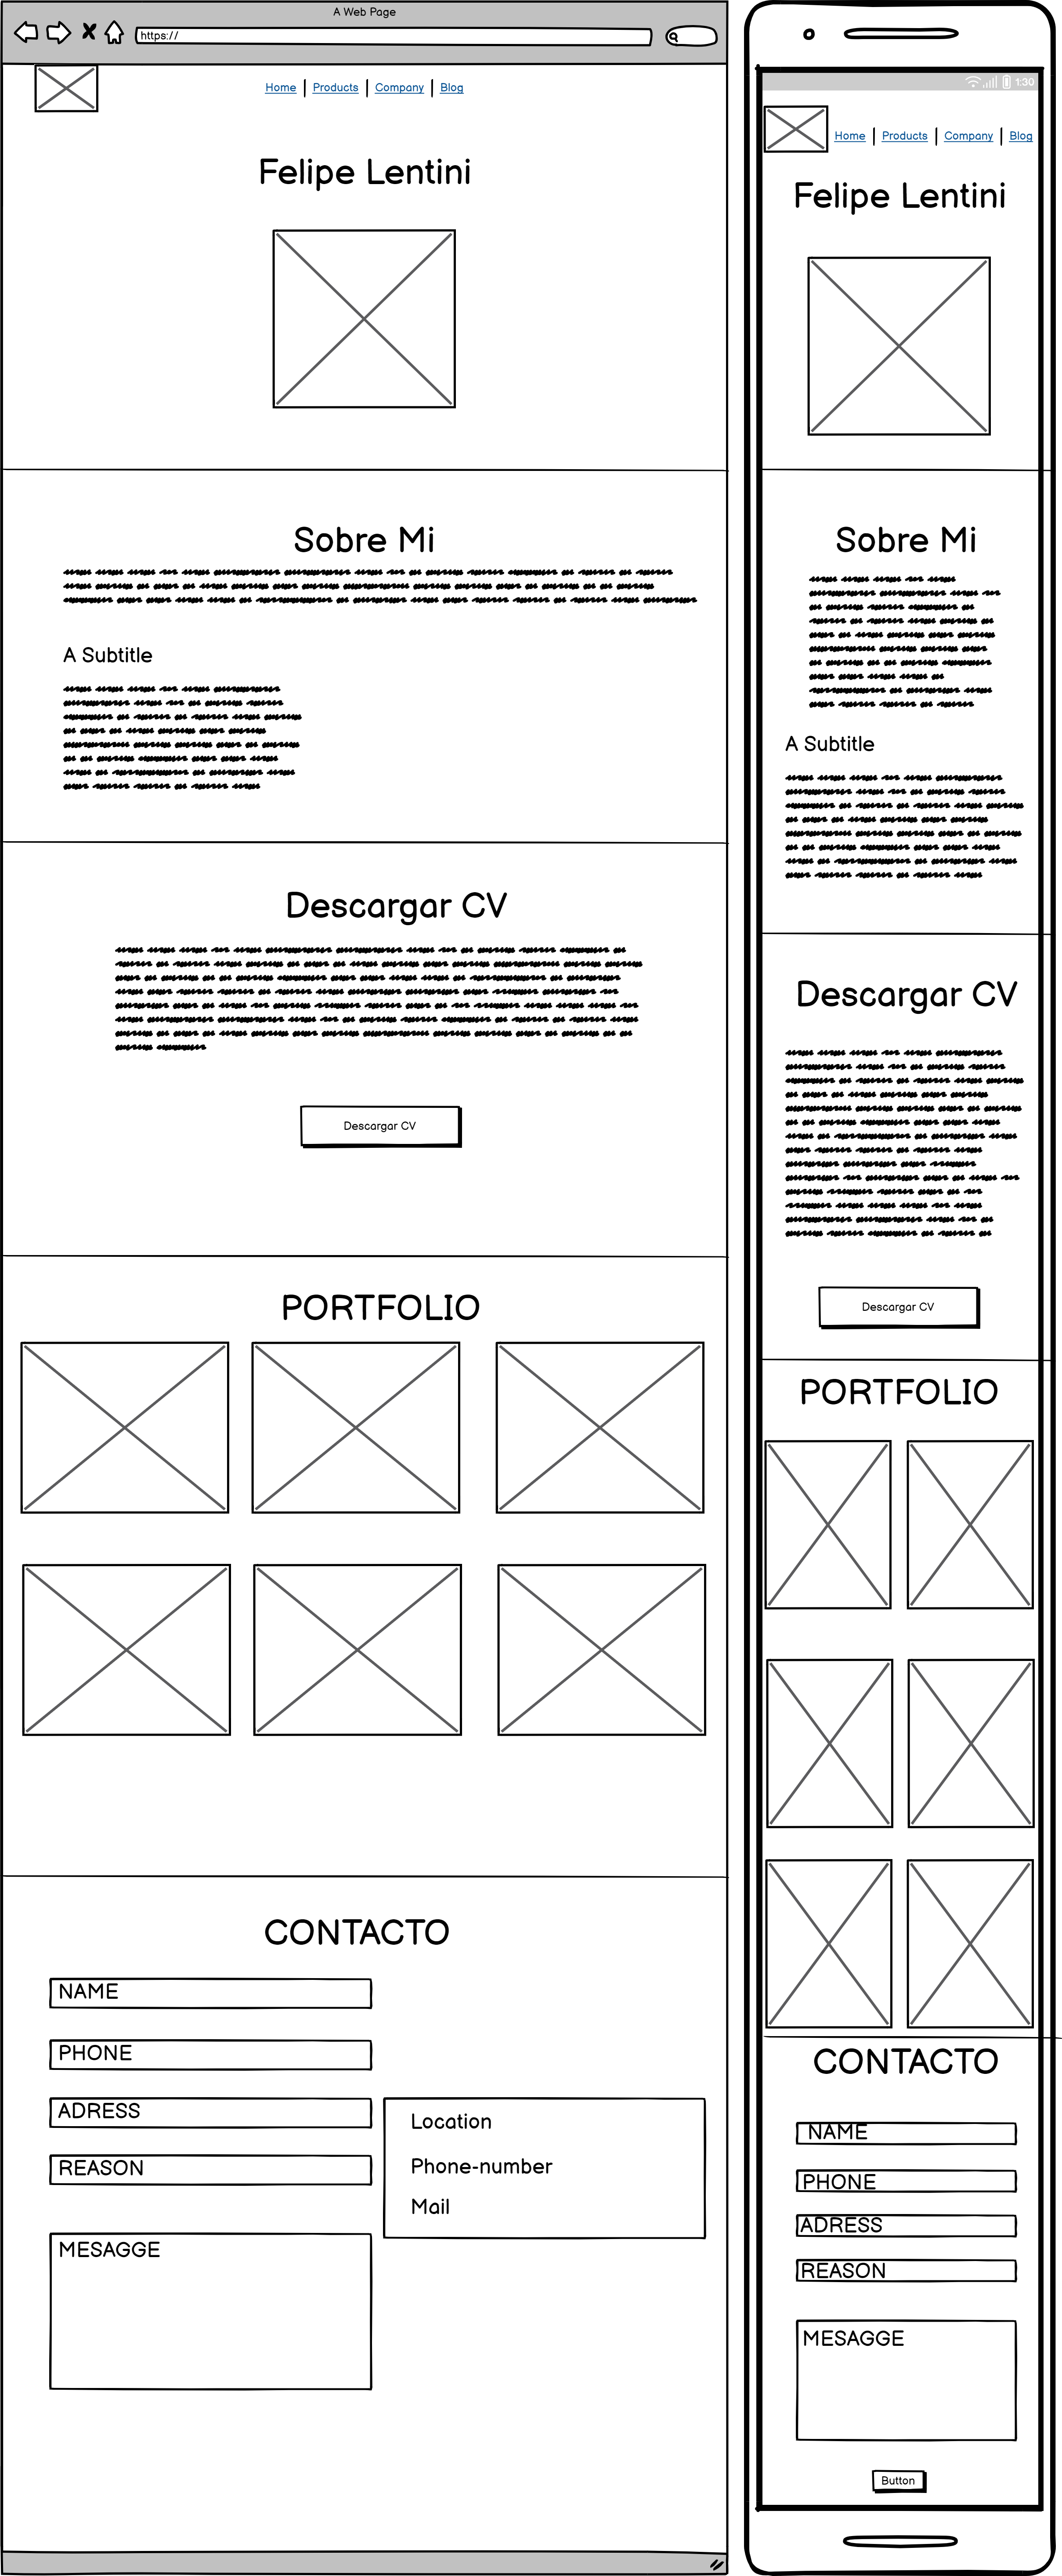 A Web Page
https://
Home Products Company Blog
Felipe Lentini
Sobre Mi
A Subtitle
Descargar CV
Descargar CV
PORTFOLIO
CONTACTO
NAME
PHONE
ADRESS
REASON
MESAGGE
Location
Phone-number
Mail
1:30
Home Products Company Blog
Felipe Lentini
Sobre Mi
A Subtitle
Descargar CV
Descargar CV
PORTFOLIO
CONTACTO
NAME
PHONE
ADRESS
REASON
MESAGGE
Button